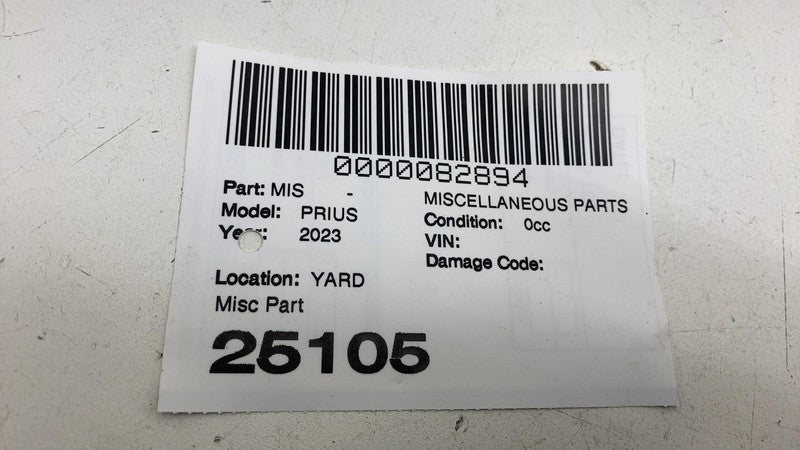 0000082894
Part: MIS - MISCELLANEOUS PARTS
Model: PRIUS Condition: 0cc
Year: 2023 VIN:
Damage Code:
Location: YARD
Misc Part
25105